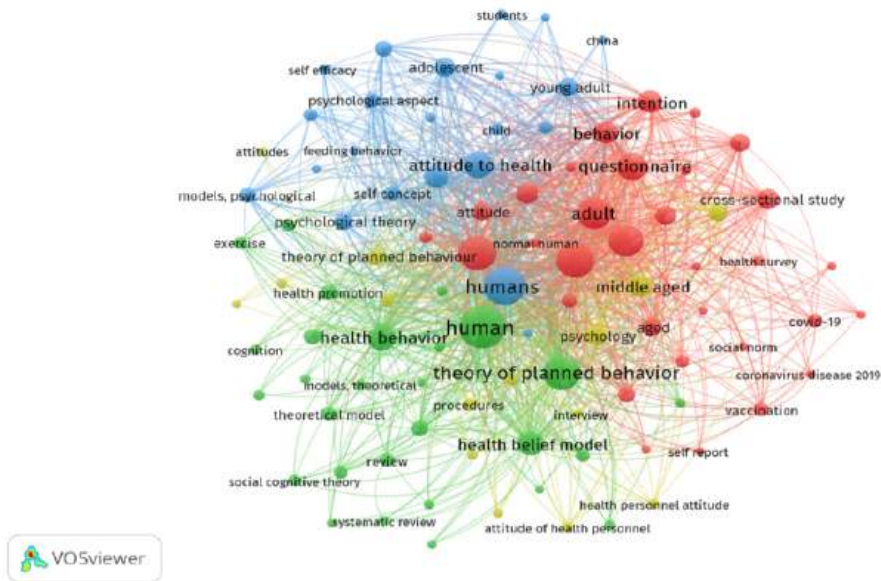 students
china
self efficacy
adolescent
young adult
psychological aspect
intention
child
behavior
attitudes
feeding behavior
attitude to health
questionnaire
models, psychological
self concept
cross-sectional study
psychological theory
attitude
adult
exercise
normal human
theory of planned behaviour
health survey
health promotion
humans
middle aged
human
covid-19
health behavior
psychology
aged
cognition
social norm
theory of planned behavior
coronavirus disease 2019
models, theoretical
theoretical model
procedures
interview
vaccination
health belief model
review
self report
social cognitive theory
health personnel attitude
systematic review
attitude of health personnel
VOSviewer